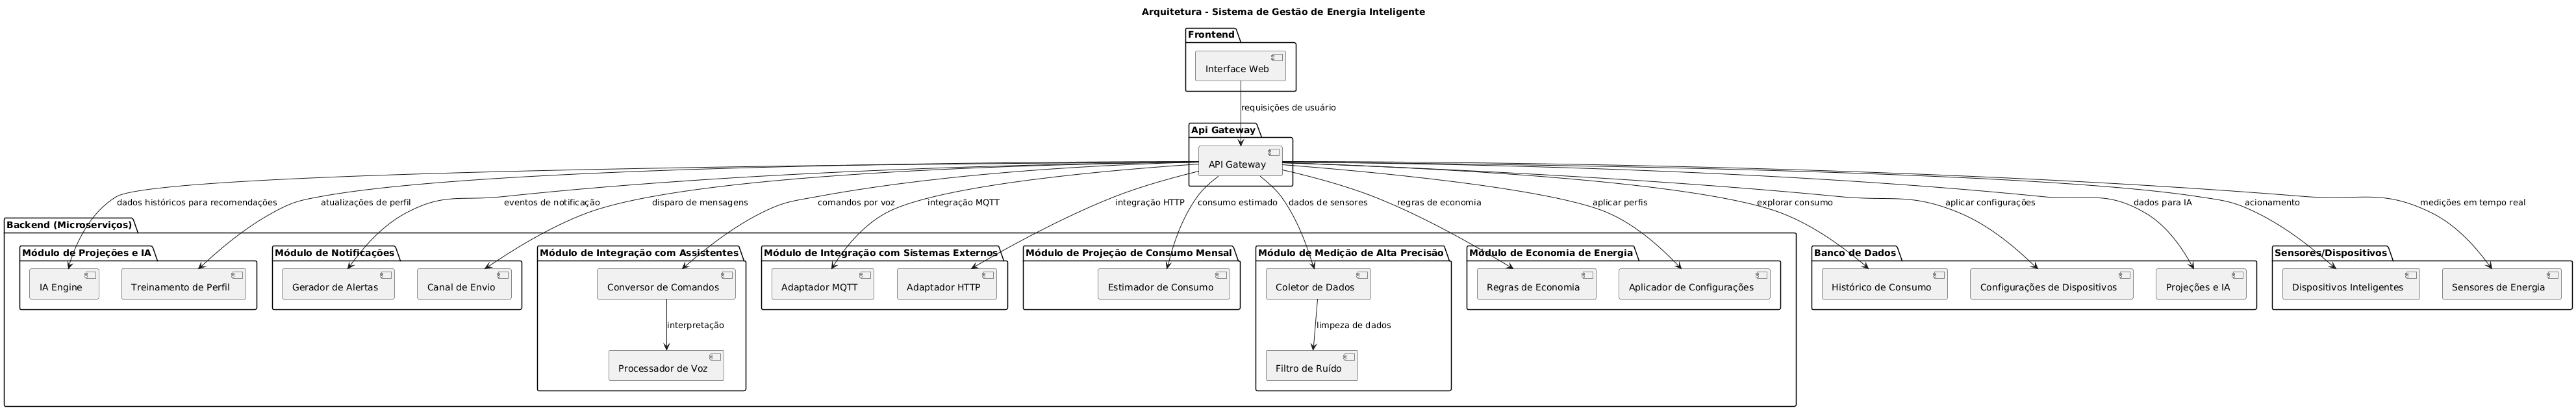 Arquitetura - Sistema de Gestão de Energia Inteligente
Frontend
Interface Web
requisições de usuário
Api Gateway
API Gateway
dados históricos para recomendações
atualizações de perfil
eventos de notificação
disparo de mensagens
comandos por voz
integração MQTT
integração HTTP
consumo estimado
dados de sensores
regras de economia
aplicar perfis
explorar consumo
aplicar configurações
dados para IA
acionamento
medições em tempo real
Backend (Microserviços)
Módulo de Projeções e IA
IA Engine
Treinamento de Perfil
Módulo de Notificações
Gerador de Alertas
Canal de Envio
Módulo de Integração com Assistentes
Conversor de Comandos
interpretação
Processador de Voz
Módulo de Integração com Sistemas Externos
Adaptador MQTT
Adaptador HTTP
Módulo de Projeção de Consumo Mensal
Estimador de Consumo
Módulo de Medição de Alta Precisão
Coletor de Dados
limpeza de dados
Filtro de Ruído
Módulo de Economia de Energia
Regras de Economia
Aplicador de Configurações
Banco de Dados
Histórico de Consumo
Configurações de Dispositivos
Projeções e IA
Sensores/Dispositivos
Dispositivos Inteligentes
Sensores de Energia